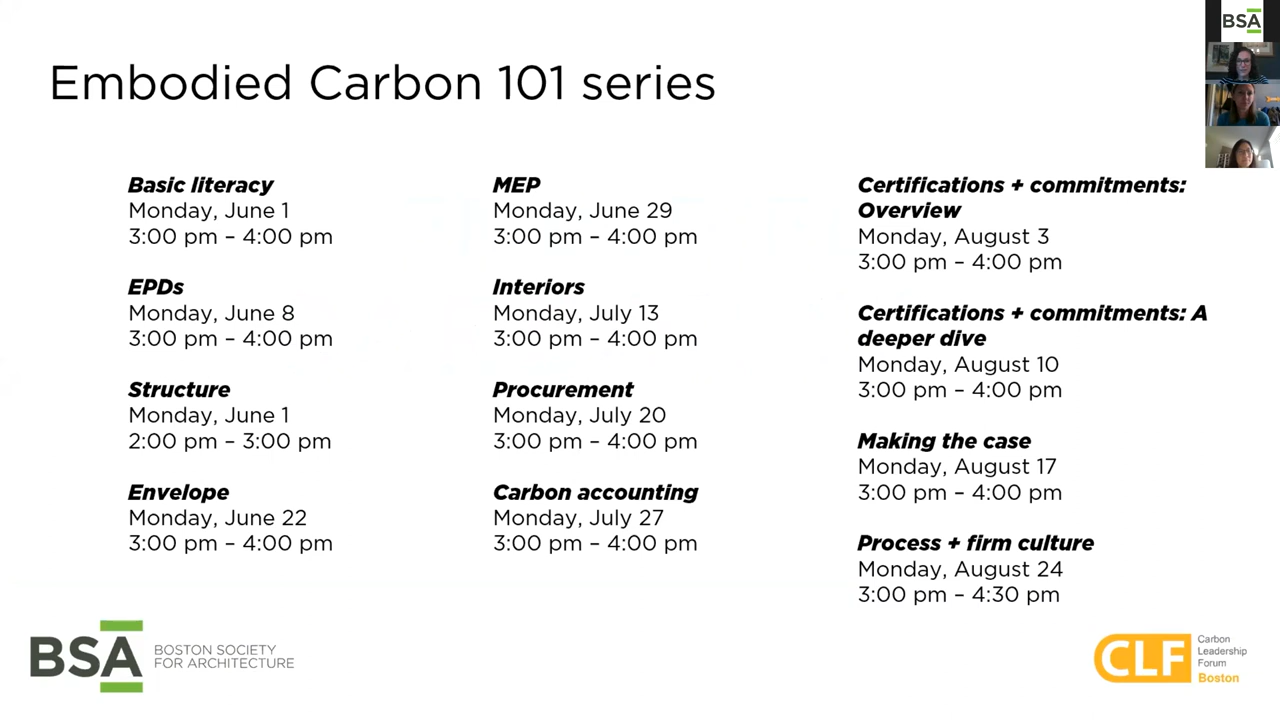 BSA
Embodied Carbon 101 series
Basic literacy
Monday, June 1
3:00 pm – 4:00 pm
EPDs
Monday, June 8
3:00 pm – 4:00 pm
Structure
Monday, June 1
2:00 pm – 3:00 pm
Envelope
Monday, June 22
3:00 pm – 4:00 pm
MEP
Monday, June 29
3:00 pm – 4:00 pm
Interiors
Monday, July 13
3:00 pm – 4:00 pm
Procurement
Monday, July 20
3:00 pm – 4:00 pm
Carbon accounting
Monday, July 27
3:00 pm – 4:00 pm
Certifications + commitments:
Overview
Monday, August 3
3:00 pm – 4:00 pm
Certifications + commitments: A
deeper dive
Monday, August 10
3:00 pm – 4:00 pm
Making the case
Monday, August 17
3:00 pm – 4:00 pm
Process + firm culture
Monday, August 24
3:00 pm – 4:30 pm
BSA
BOSTON SOCIETY
FOR ARCHITECTURE
CLF
Carbon
Leadership
Forum
Boston